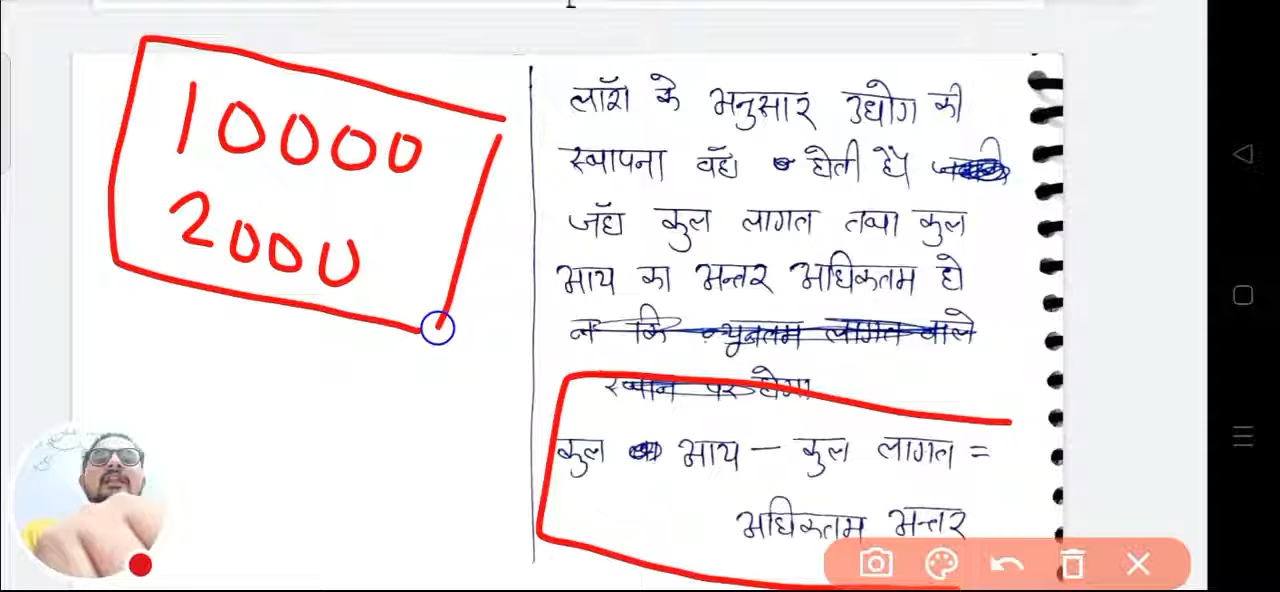 10000
2000
लॉश के अनुसार उद्योग की
स्थापना वहाँ होती है
जहाँ कुल लागत तथा कुल
आय का अन्तर अधिकतम हो
न कि न्यूनतम लागत वाले
स्थान पर होगा
कुल आय - कुल लागत =
अधिकतम अन्तर